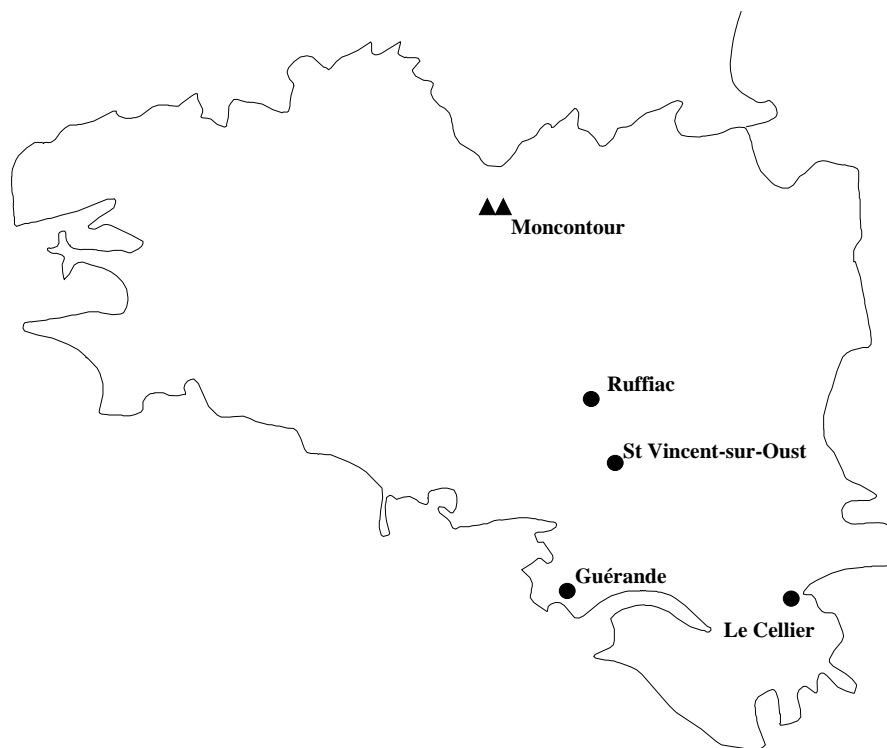 Moncontour
Ruffiac
St Vincent-sur-Oust
Guérande
Le Cellier